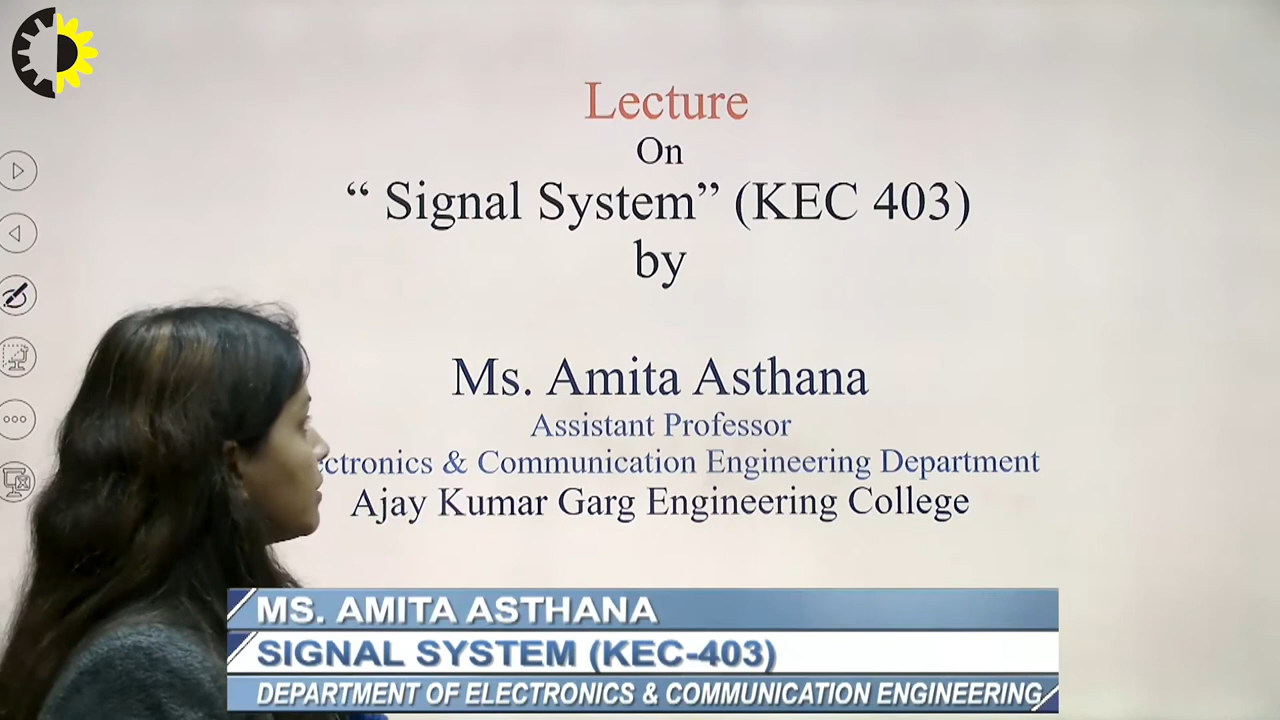 Lecture
On
“ Signal System” (KEC 403)
by
Ms. Amita Asthana
Assistant Professor
& Communication Engineering Department
Ajay Kumar Garg Engineering College
MS. AMITA ASTHANA
SIGNAL SYSTEM (KEC-403)
DEPARTMENT OF ELECTRONICS & COMMUNICATION ENGINEERING